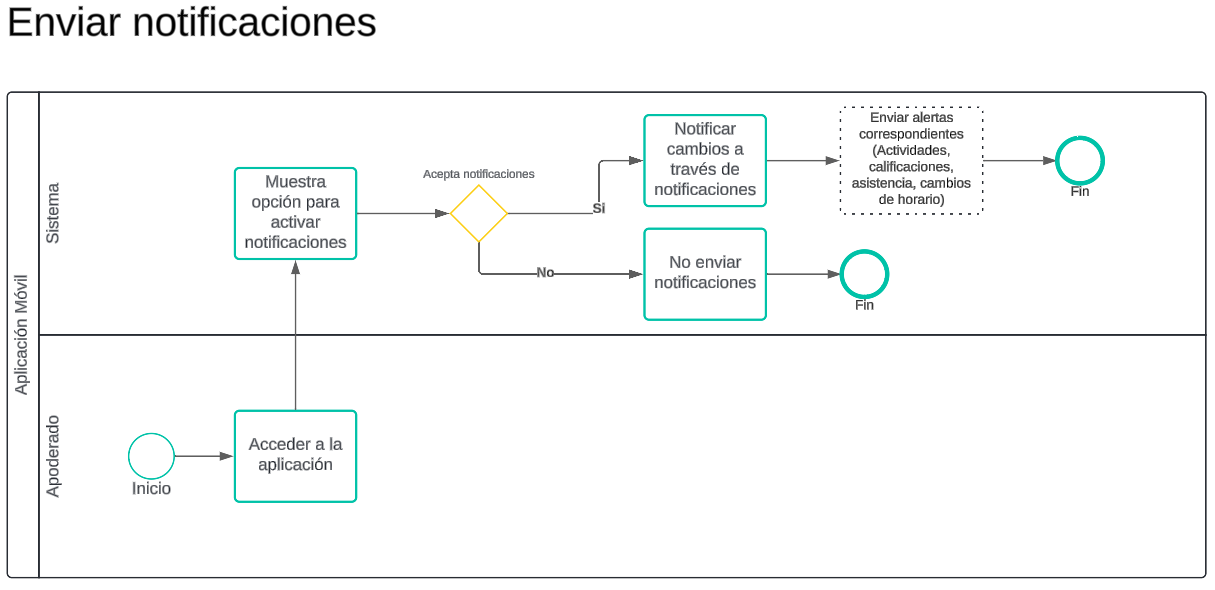 Enviar notificaciones
Aplicación Móvil
Sistema
Muestra
opción para
activar
notificaciones
Acepta notificaciones
Si
No
Notificar
cambios a
través de
notificaciones
Enviar alertas
correspondientes
(Actividades,
calificaciones,
asistencia, cambios
de horario)
Fin
No enviar
notificaciones
Fin
Apoderado
Inicio
Acceder a la
aplicación